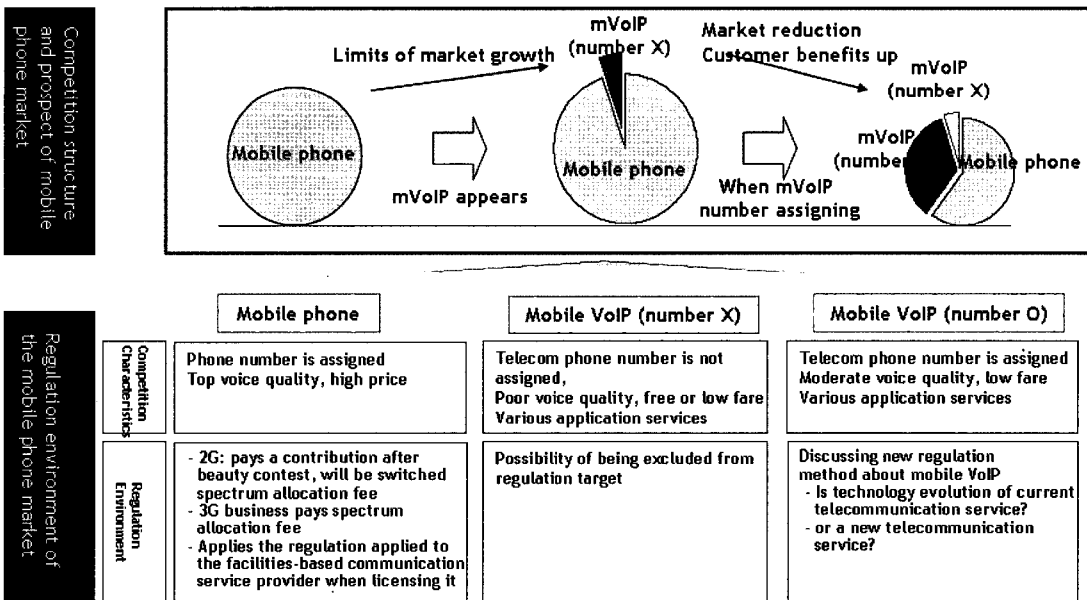 Competition structure
and prospect of mobile
phone market
mVoIP
(number X)
Market reduction
Customer benefits up
Limits of market growth
mVoIP
(number X)
Mobile phone
mVoIP appears
Mobile phone
When mVoIP
number assigning
mVoIP
(number
Mobile phone
Regulation environment of
the mobile phone market
Mobile phone
Mobile VoIP (number X)
Mobile VoIP (number O)
Competition
Characteristics
Phone number is assigned
Top voice quality, high price
Telecom phone number is not
assigned,
Poor voice quality, free or low fare
Various application services
Telecom phone number is assigned
Moderate voice quality, low fare
Various application services
Regulation
Environment
- 2G: pays a contribution after
beauty contest, will be switched
spectrum allocation fee
- 3G business pays spectrum
allocation fee
- Applies the regulation applied to
the facilities-based communication
service provider when licensing it
Possibility of being excluded from
regulation target
Discussing new regulation
method about mobile VoIP
- Is technology evolution of current
telecommunication service?
- or a new telecommunication
service?